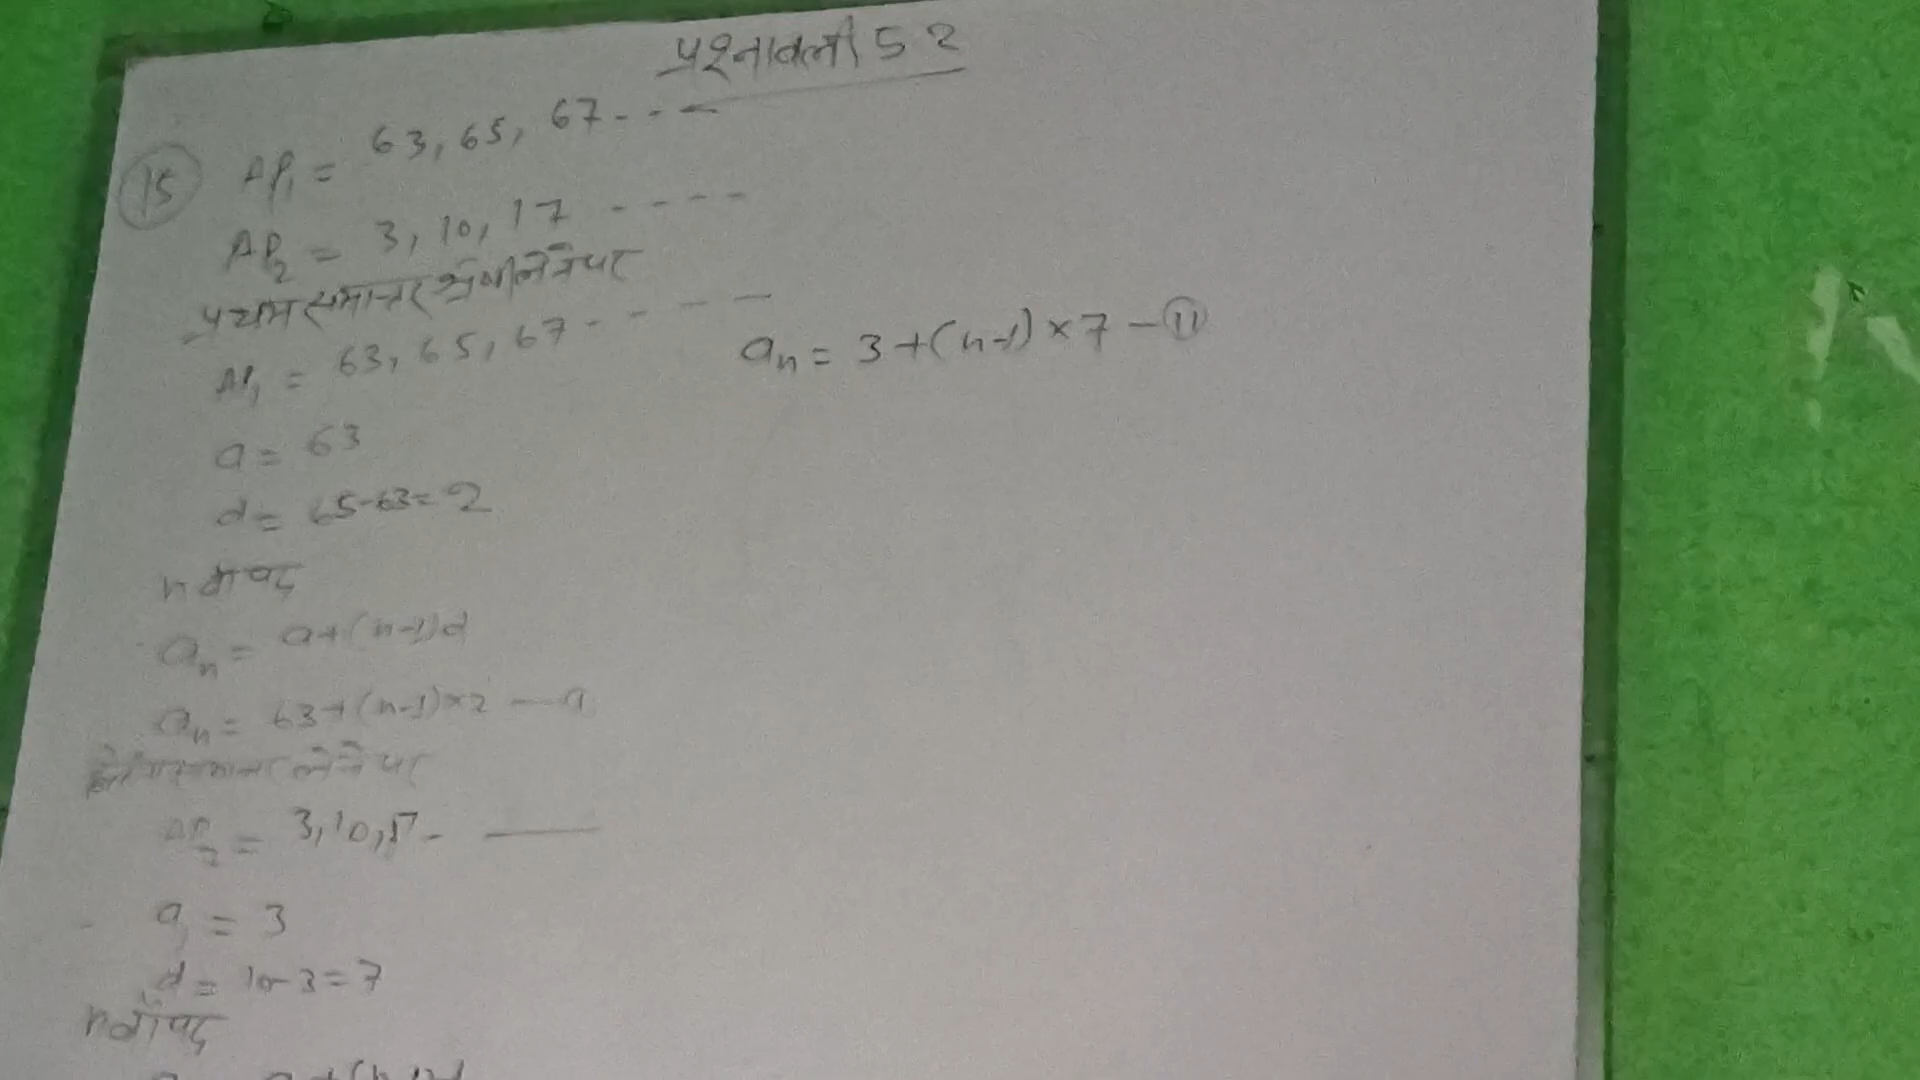 प्रश्नावली 5 2
15 AP1 = 63, 65, 67 - - -
AP2 = 3, 10, 17 - - - -
प्रथम समान्तर श्रेणी लेने पर
AP1 = 63, 65, 67 - - - -
a = 63
d = 65-63=2
n वा पद
an = a+(n-1)d
an = 63+(n-1)×2
लेने पर
AP2 = 3, 10, 17 -
a = 3
d = 10-3=7
n वाँ पद
an = 3+(n-1)×7 - 11